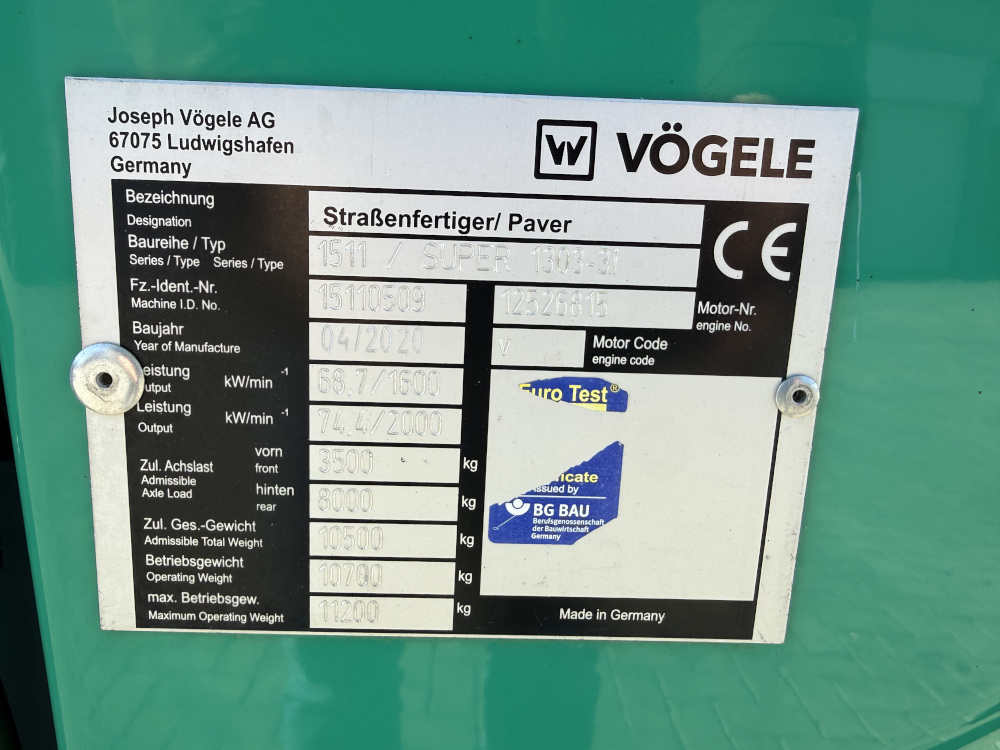 Joseph Vögele AG
67075 Ludwigshafen
Germany
W VÖGELE
Bezeichnung
Designation
Straßenfertiger/ Paver
CE
Baureihe / Typ
Series / Type Series / Type
1511 / SUPER 1303-3i
Fz.-Ident.-Nr.
Machine I.D. No.
15110509
12526815
Motor-Nr.
engine No.
Baujahr
Year of Manufacture
04/2020
V
Motor Code
engine code
eistung
utput
kW/min -1
68.7/1600
Leistung
Output
kW/min -1
74.4/2000
Zul. Achslast
Admissible
Axle Load
vorn
front
3500 kg
hinten
rear
8000 kg
Zul. Ges.-Gewicht
Admissible Total Weight
10500 kg
Betriebsgewicht
Operating Weight
10700 kg
max. Betriebsgew.
Maximum Operating Weight
11200 kg
Euro Test®
icate
issued by
BG BAU
Berufsgenossenschaft
der Bauwirtschaft
Germany
Made in Germany